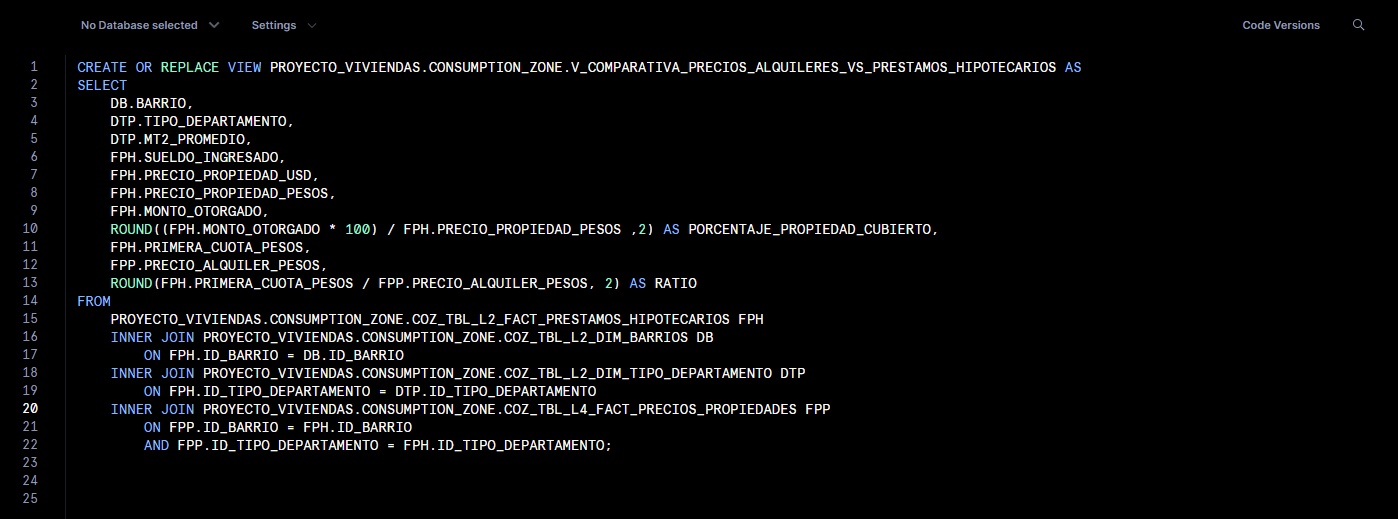 No Database selected Settings Code Versions
1 CREATE OR REPLACE VIEW PROYECTO_VIVIENDAS.CONSUMPTION_ZONE.V_COMPARATIVA_PRECIOS_ALQUILERES_VS_PRESTAMOS_HIPOTECARIOS AS
2 SELECT
3 DB.BARRIO,
4 DTP.TIPO_DEPARTAMENTO,
5 DTP.MT2_PROMEDIO,
6 FPH.SUELDO_INGRESADO,
7 FPH.PRECIO_PROPIEDAD_USD,
8 FPH.PRECIO_PROPIEDAD_PESOS,
9 FPH.MONTO_OTORGADO,
10 ROUND((FPH.MONTO_OTORGADO * 100) / FPH.PRECIO_PROPIEDAD_PESOS ,2) AS PORCENTAJE_PROPIEDAD_CUBIERTO,
11 FPH.PRIMERA_CUOTA_PESOS,
12 FPP.PRECIO_ALQUILER_PESOS,
13 ROUND(FPH.PRIMERA_CUOTA_PESOS / FPP.PRECIO_ALQUILER_PESOS, 2) AS RATIO
14 FROM
15 PROYECTO_VIVIENDAS.CONSUMPTION_ZONE.COZ_TBL_L2_FACT_PRESTAMOS_HIPOTECARIOS FPH
16 INNER JOIN PROYECTO_VIVIENDAS.CONSUMPTION_ZONE.COZ_TBL_L2_DIM_BARRIOS DB
17 ON FPH.ID_BARRIO = DB.ID_BARRIO
18 INNER JOIN PROYECTO_VIVIENDAS.CONSUMPTION_ZONE.COZ_TBL_L2_DIM_TIPO_DEPARTAMENTO DTP
19 ON FPH.ID_TIPO_DEPARTAMENTO = DTP.ID_TIPO_DEPARTAMENTO
20 INNER JOIN PROYECTO_VIVIENDAS.CONSUMPTION_ZONE.COZ_TBL_L4_FACT_PRECIOS_PROPIEDADES FPP
21 ON FPP.ID_BARRIO = FPH.ID_BARRIO
22 AND FPP.ID_TIPO_DEPARTAMENTO = FPH.ID_TIPO_DEPARTAMENTO;
23
24
25